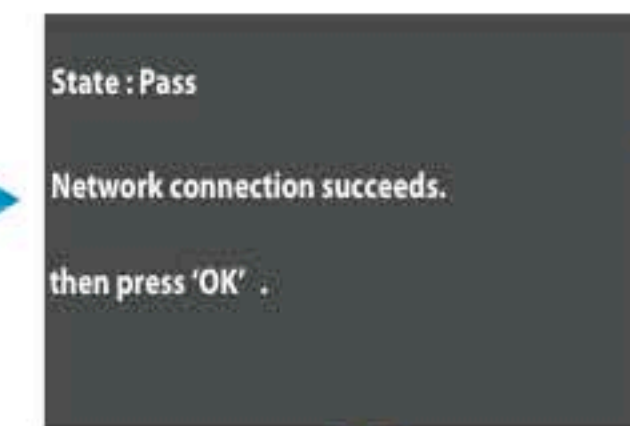 State : Pass
Network connection succeeds.
then press ‘OK’ .